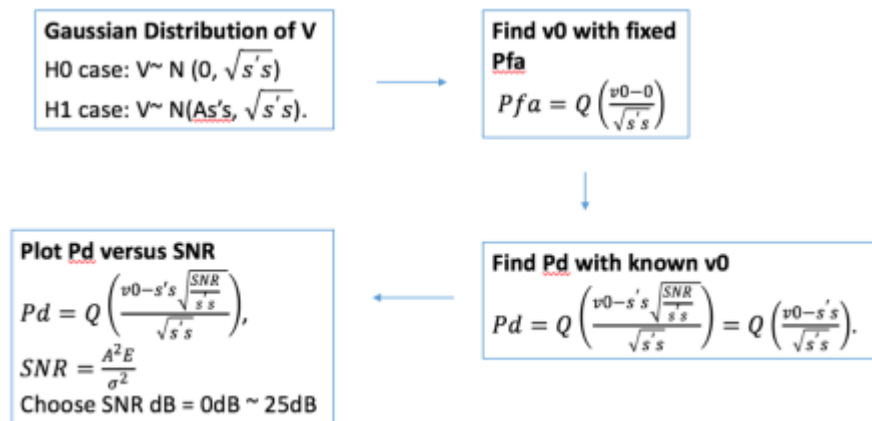 Gaussian Distribution of V
H0 case: V~ N (0, √s's)
H1 case: V~ N(As's, √s's).
Find v0 with fixed
Pfa
Pfa = Q((v0−0)/√s's)
Find Pd with known v0
Pd = Q((v0−s's√(SNR/s's))/√s's) = Q((v0−s's)/√s's).
Plot Pd versus SNR
Pd = Q((v0−s's√(SNR/s's))/√s's),
SNR = A²E/σ²
Choose SNR dB = 0dB ~ 25dB